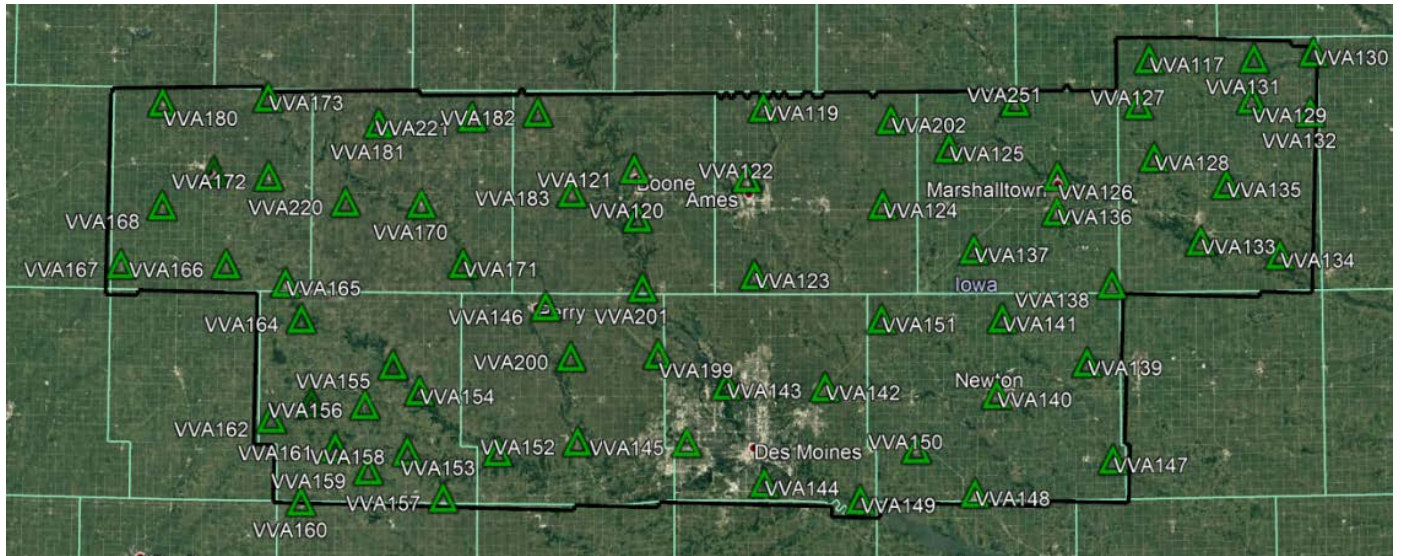 VVA130
VVA117
VVA131
VVA173
VVA251
VVA127
VVA180
VVA182
VVA119
VVA129
VVA221
VVA202
VVA132
VVA181
VVA125
VVA128
VVA172
VVA121
Boone
VVA122
Marshalltown
VVA126
VVA135
VVA183
Ames
VVA168
VVA220
VVA120
VVA124
VVA136
VVA170
VVA133
VVA137
VVA134
VVA167
VVA166
VVA171
VVA123
VVA165
Iowa
VVA138
VVA164
VVA146
Perry
VVA201
VVA151
VVA141
VVA200
VVA199
VVA139
VVA155
Newton
VVA154
VVA143
VVA142
VVA140
VVA156
VVA162
VVA161
VVA158
VVA152
VVA145
VVA150
Des Moines
VVA153
VVA147
VVA159
VVA144
VVA157
VVA149
VVA148
VVA160